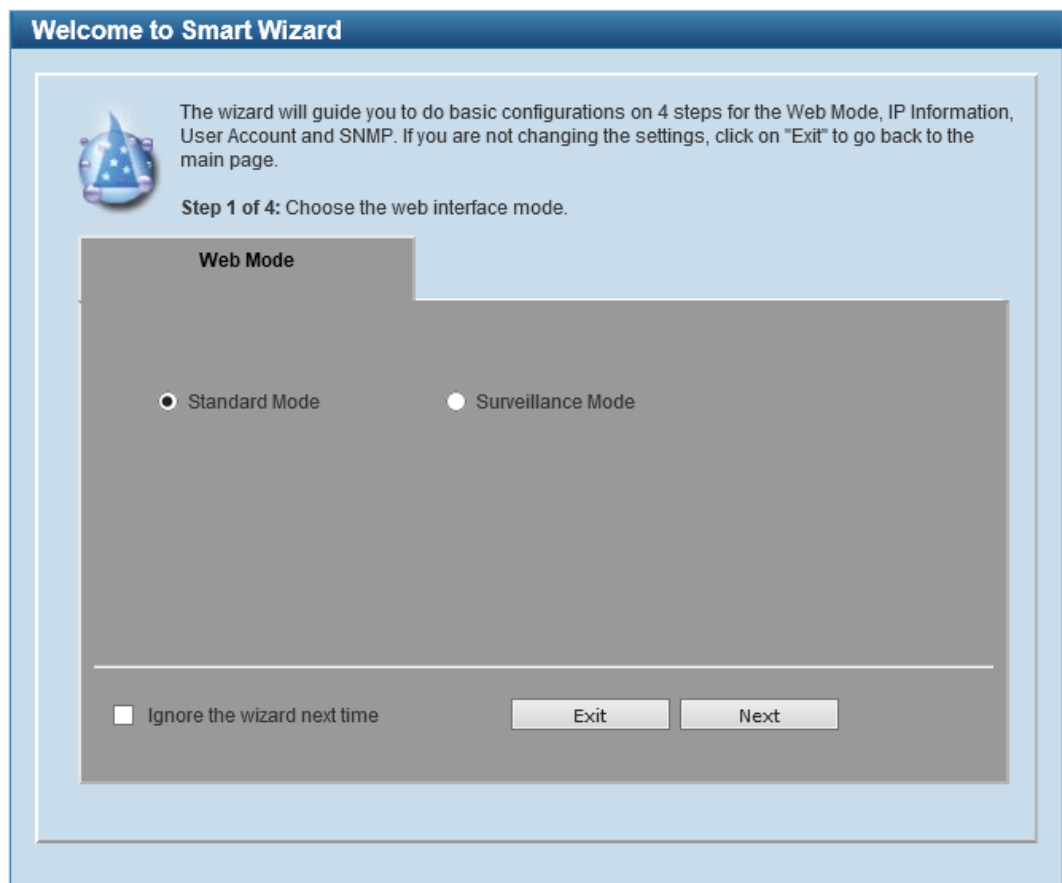 Welcome to Smart Wizard
The wizard will guide you to do basic configurations on 4 steps for the Web Mode, IP Information,
User Account and SNMP. If you are not changing the settings, click on "Exit" to go back to the
main page.
Step 1 of 4: Choose the web interface mode.
Web Mode
Standard Mode
Surveillance Mode
Ignore the wizard next time
Exit
Next